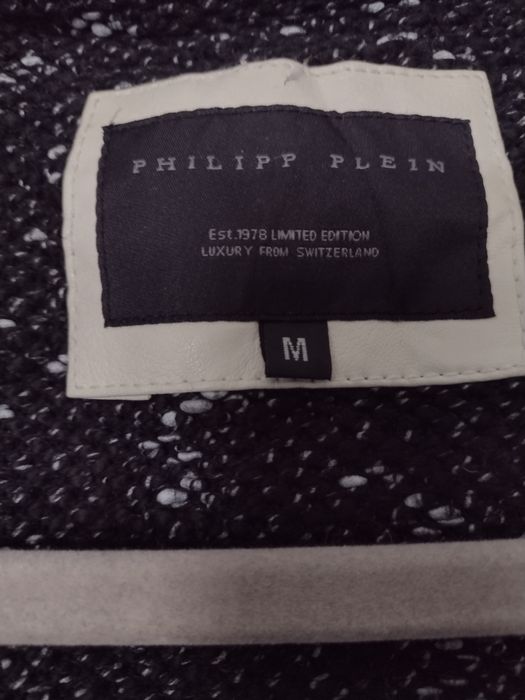 PHILIPP PLEIN
Est.1978 LIMITED EDITION
LUXURY FROM SWITZERLAND
M